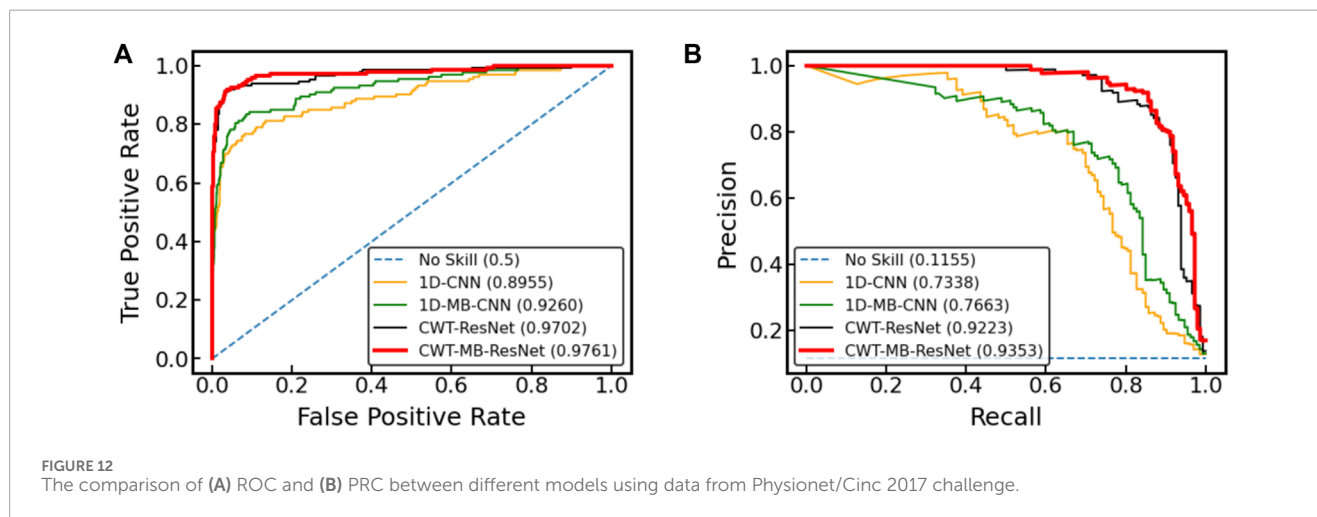 A
True Positive Rate
1.0
0.8
0.6
0.4
0.2
0.0
No Skill (0.5)
1D-CNN (0.8955)
1D-MB-CNN (0.9260)
CWT-ResNet (0.9702)
CWT-MB-ResNet (0.9761)
0.0 0.2 0.4 0.6 0.8 1.0
False Positive Rate
B
Precision
1.0
0.8
0.6
0.4
0.2
No Skill (0.1155)
1D-CNN (0.7338)
1D-MB-CNN (0.7663)
CWT-ResNet (0.9223)
CWT-MB-ResNet (0.9353)
0.0 0.2 0.4 0.6 0.8 1.0
Recall
FIGURE 12
The comparison of (A) ROC and (B) PRC between different models using data from Physionet/Cinc 2017 challenge.